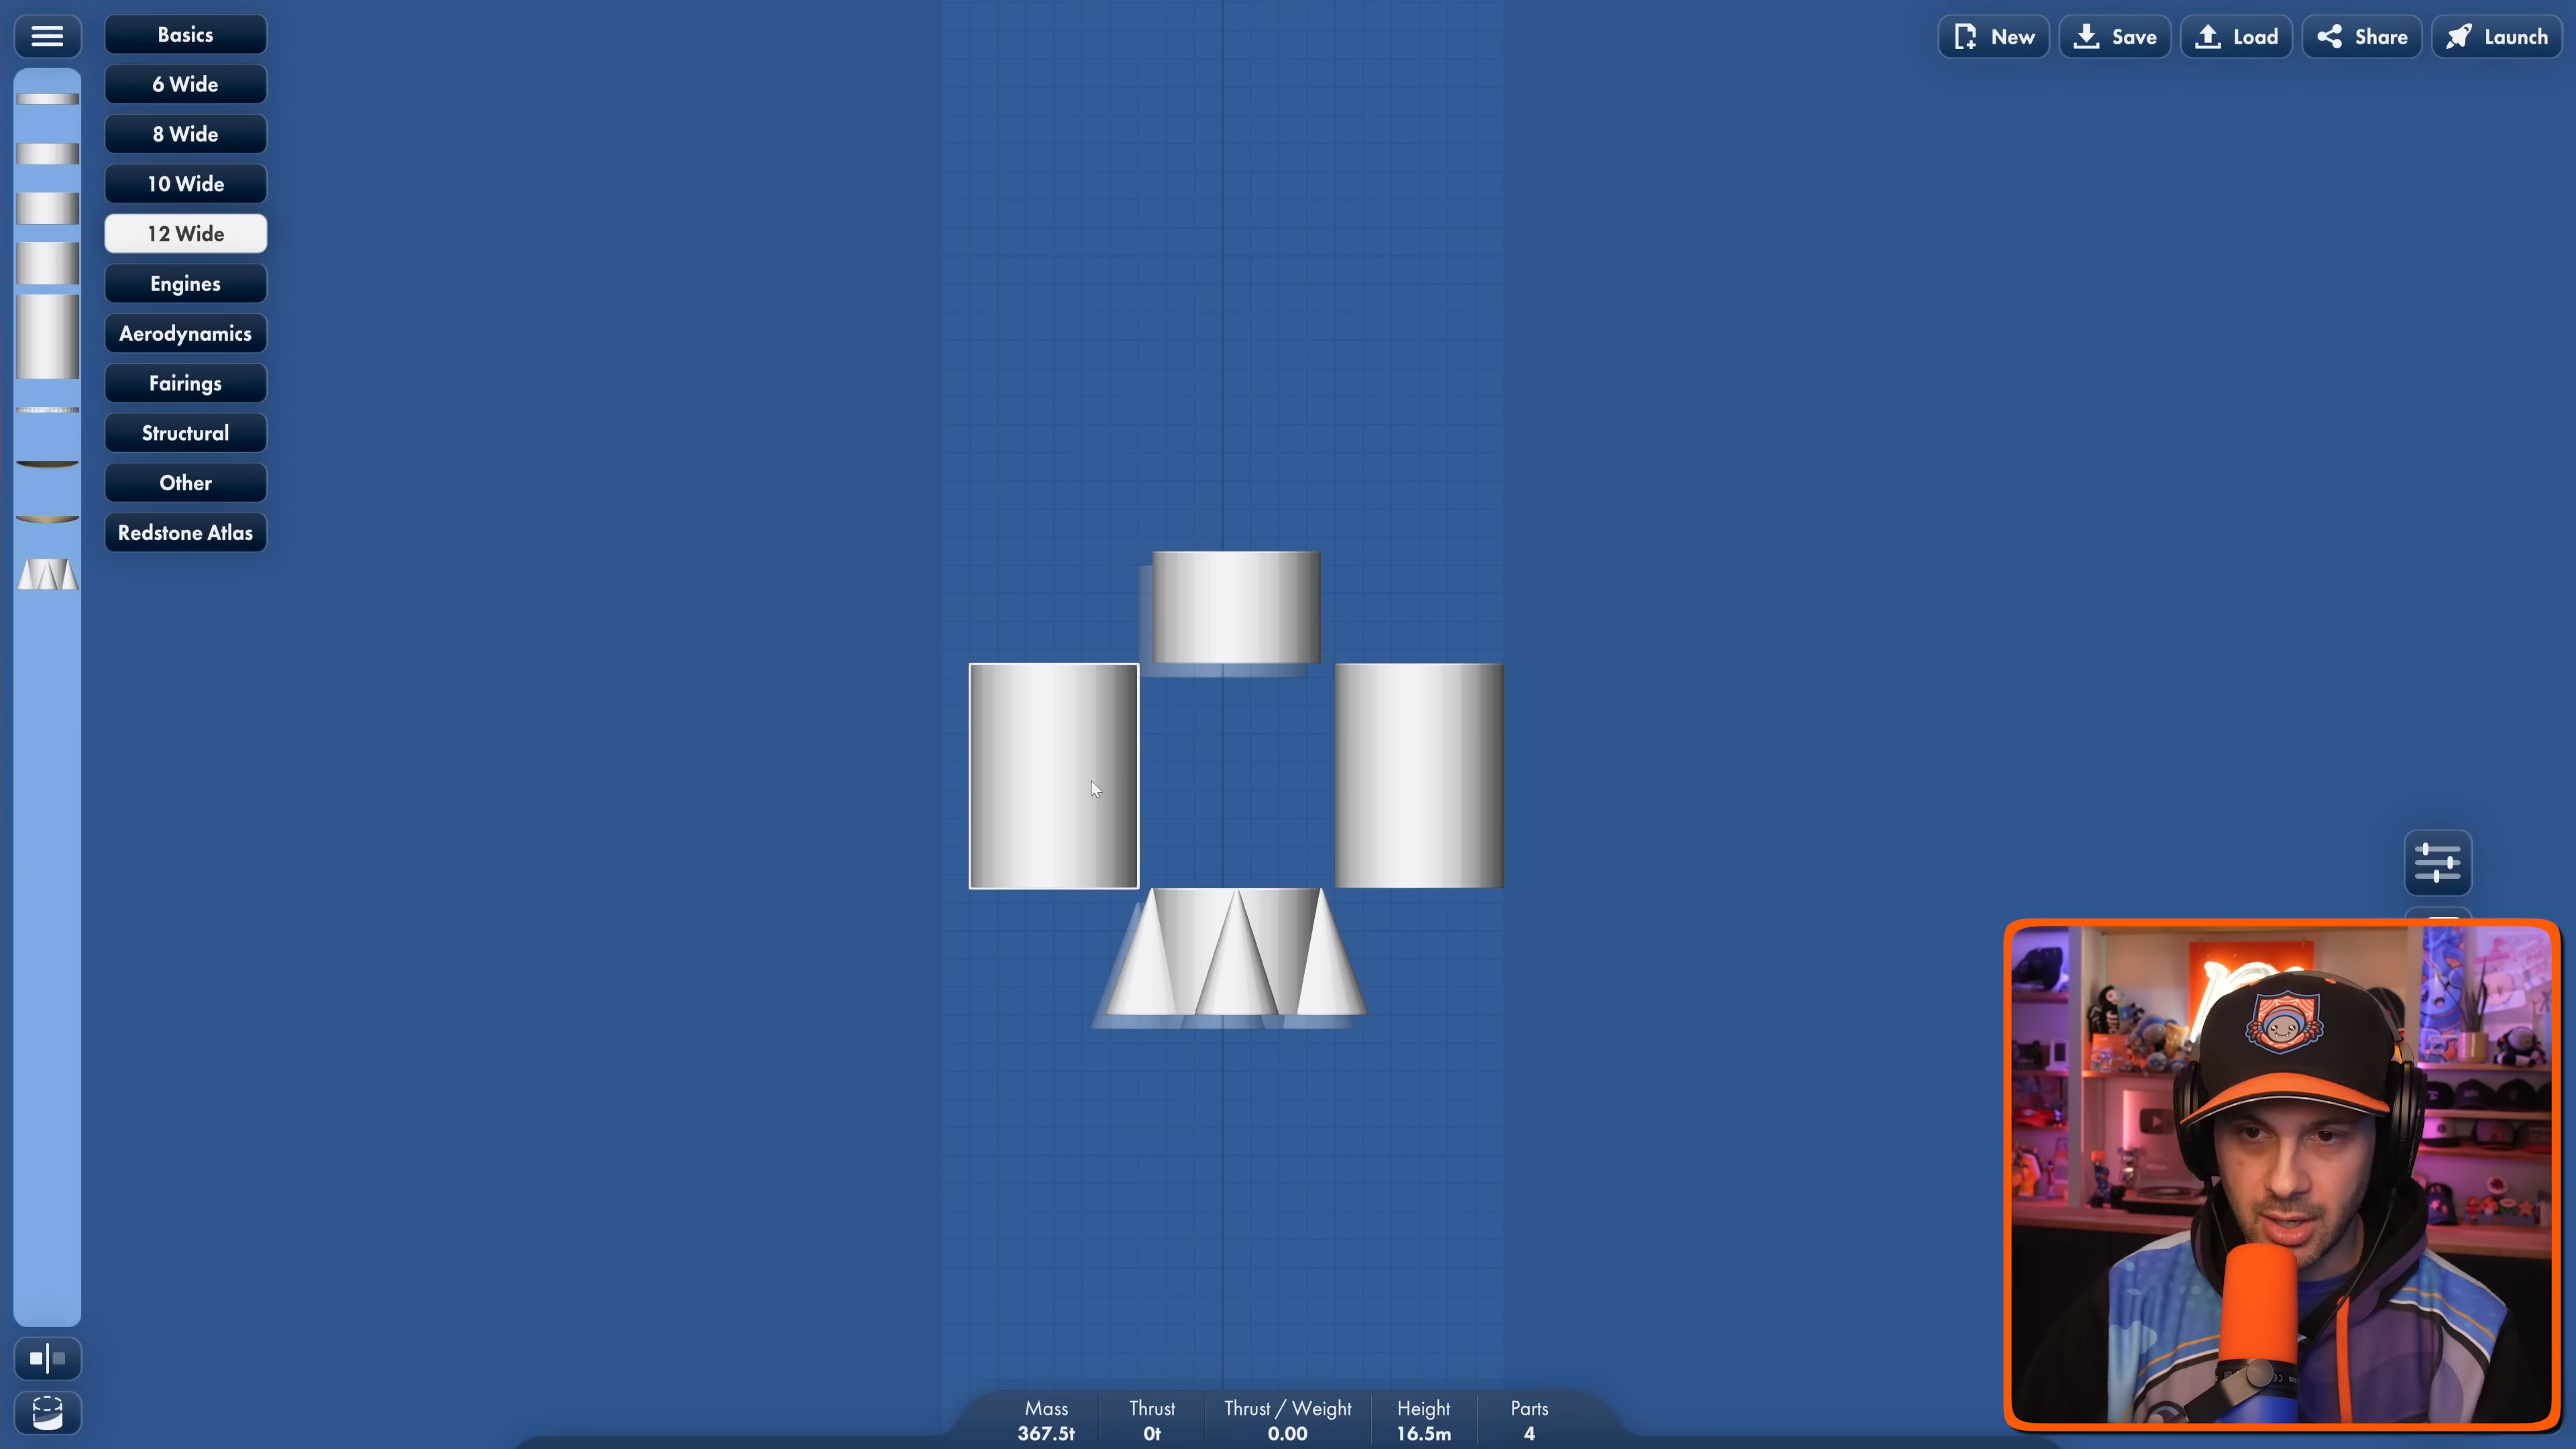 Basics
6 Wide
8 Wide
10 Wide
12 Wide
Engines
Aerodynamics
Fairings
Structural
Other
Redstone Atlas
New
Save
Load
Share
Launch
Mass
367.5t
Thrust
0t
Thrust / Weight
0.00
Height
16.5m
Parts
4